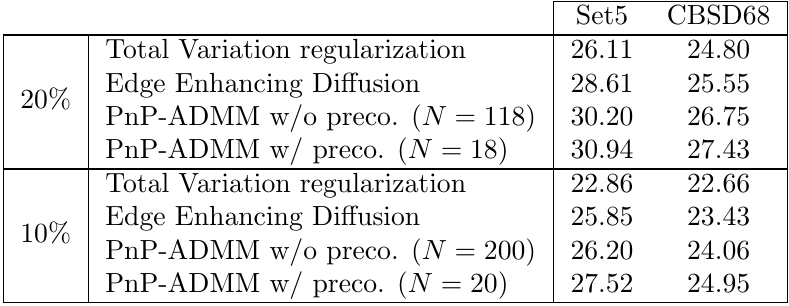 Set5 CBSD68
20%
Total Variation regularization 26.11 24.80
Edge Enhancing Diffusion 28.61 25.55
PnP-ADMM w/o preco. (N = 118) 30.20 26.75
PnP-ADMM w/ preco. (N = 18) 30.94 27.43
10%
Total Variation regularization 22.86 22.66
Edge Enhancing Diffusion 25.85 23.43
PnP-ADMM w/o preco. (N = 200) 26.20 24.06
PnP-ADMM w/ preco. (N = 20) 27.52 24.95